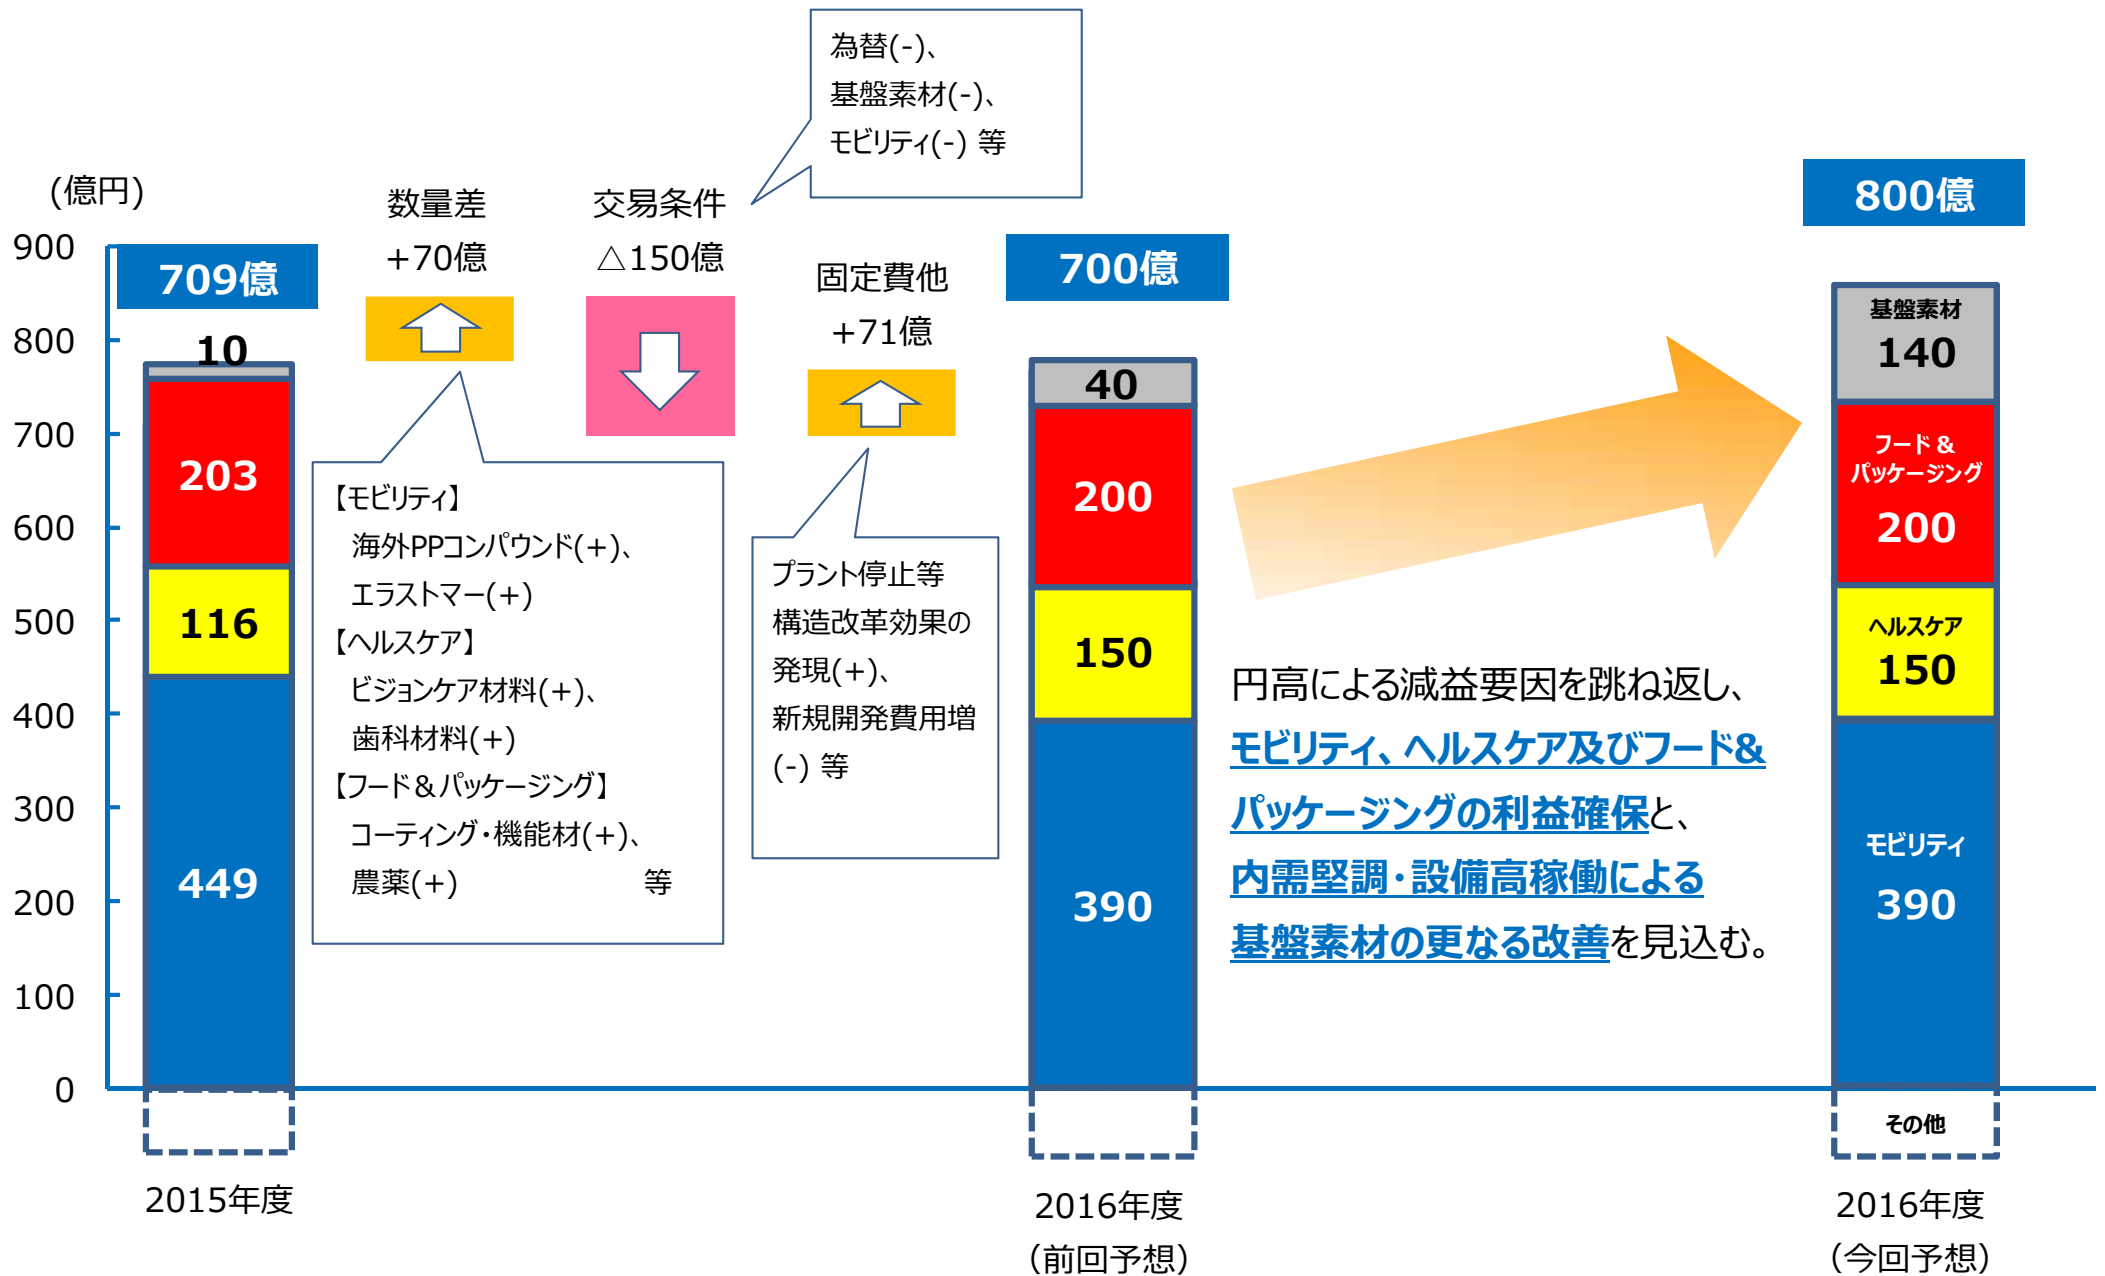 為替(-)、
基盤素材(-)、
モビリティ(-) 等
(億円)
数量差
+70億
交易条件
△150億
固定費他
+71億
709億
700億
800億
900
800
700
600
500
400
300
200
100
0
10
203
116
449
【モビリティ】
海外PPコンパウンド(+)、
エラストマー(+)
【ヘルスケア】
ビジョンケア材料(+)、
歯科材料(+)
【フード＆パッケージング】
コーティング・機能材(+)、
農薬(+) 等
プラント停止等
構造改革効果の
発現(+)、
新規開発費用増
(-) 等
40
200
150
390
円高による減益要因を跳ね返し、
モビリティ、ヘルスケア及びフード&
パッケージングの利益確保と、
内需堅調・設備高稼働による
基盤素材の更なる改善を見込む。
基盤素材
140
フード &
パッケージング
200
ヘルスケア
150
モビリティ
390
その他
2015年度
2016年度
（前回予想）
2016年度
（今回予想）